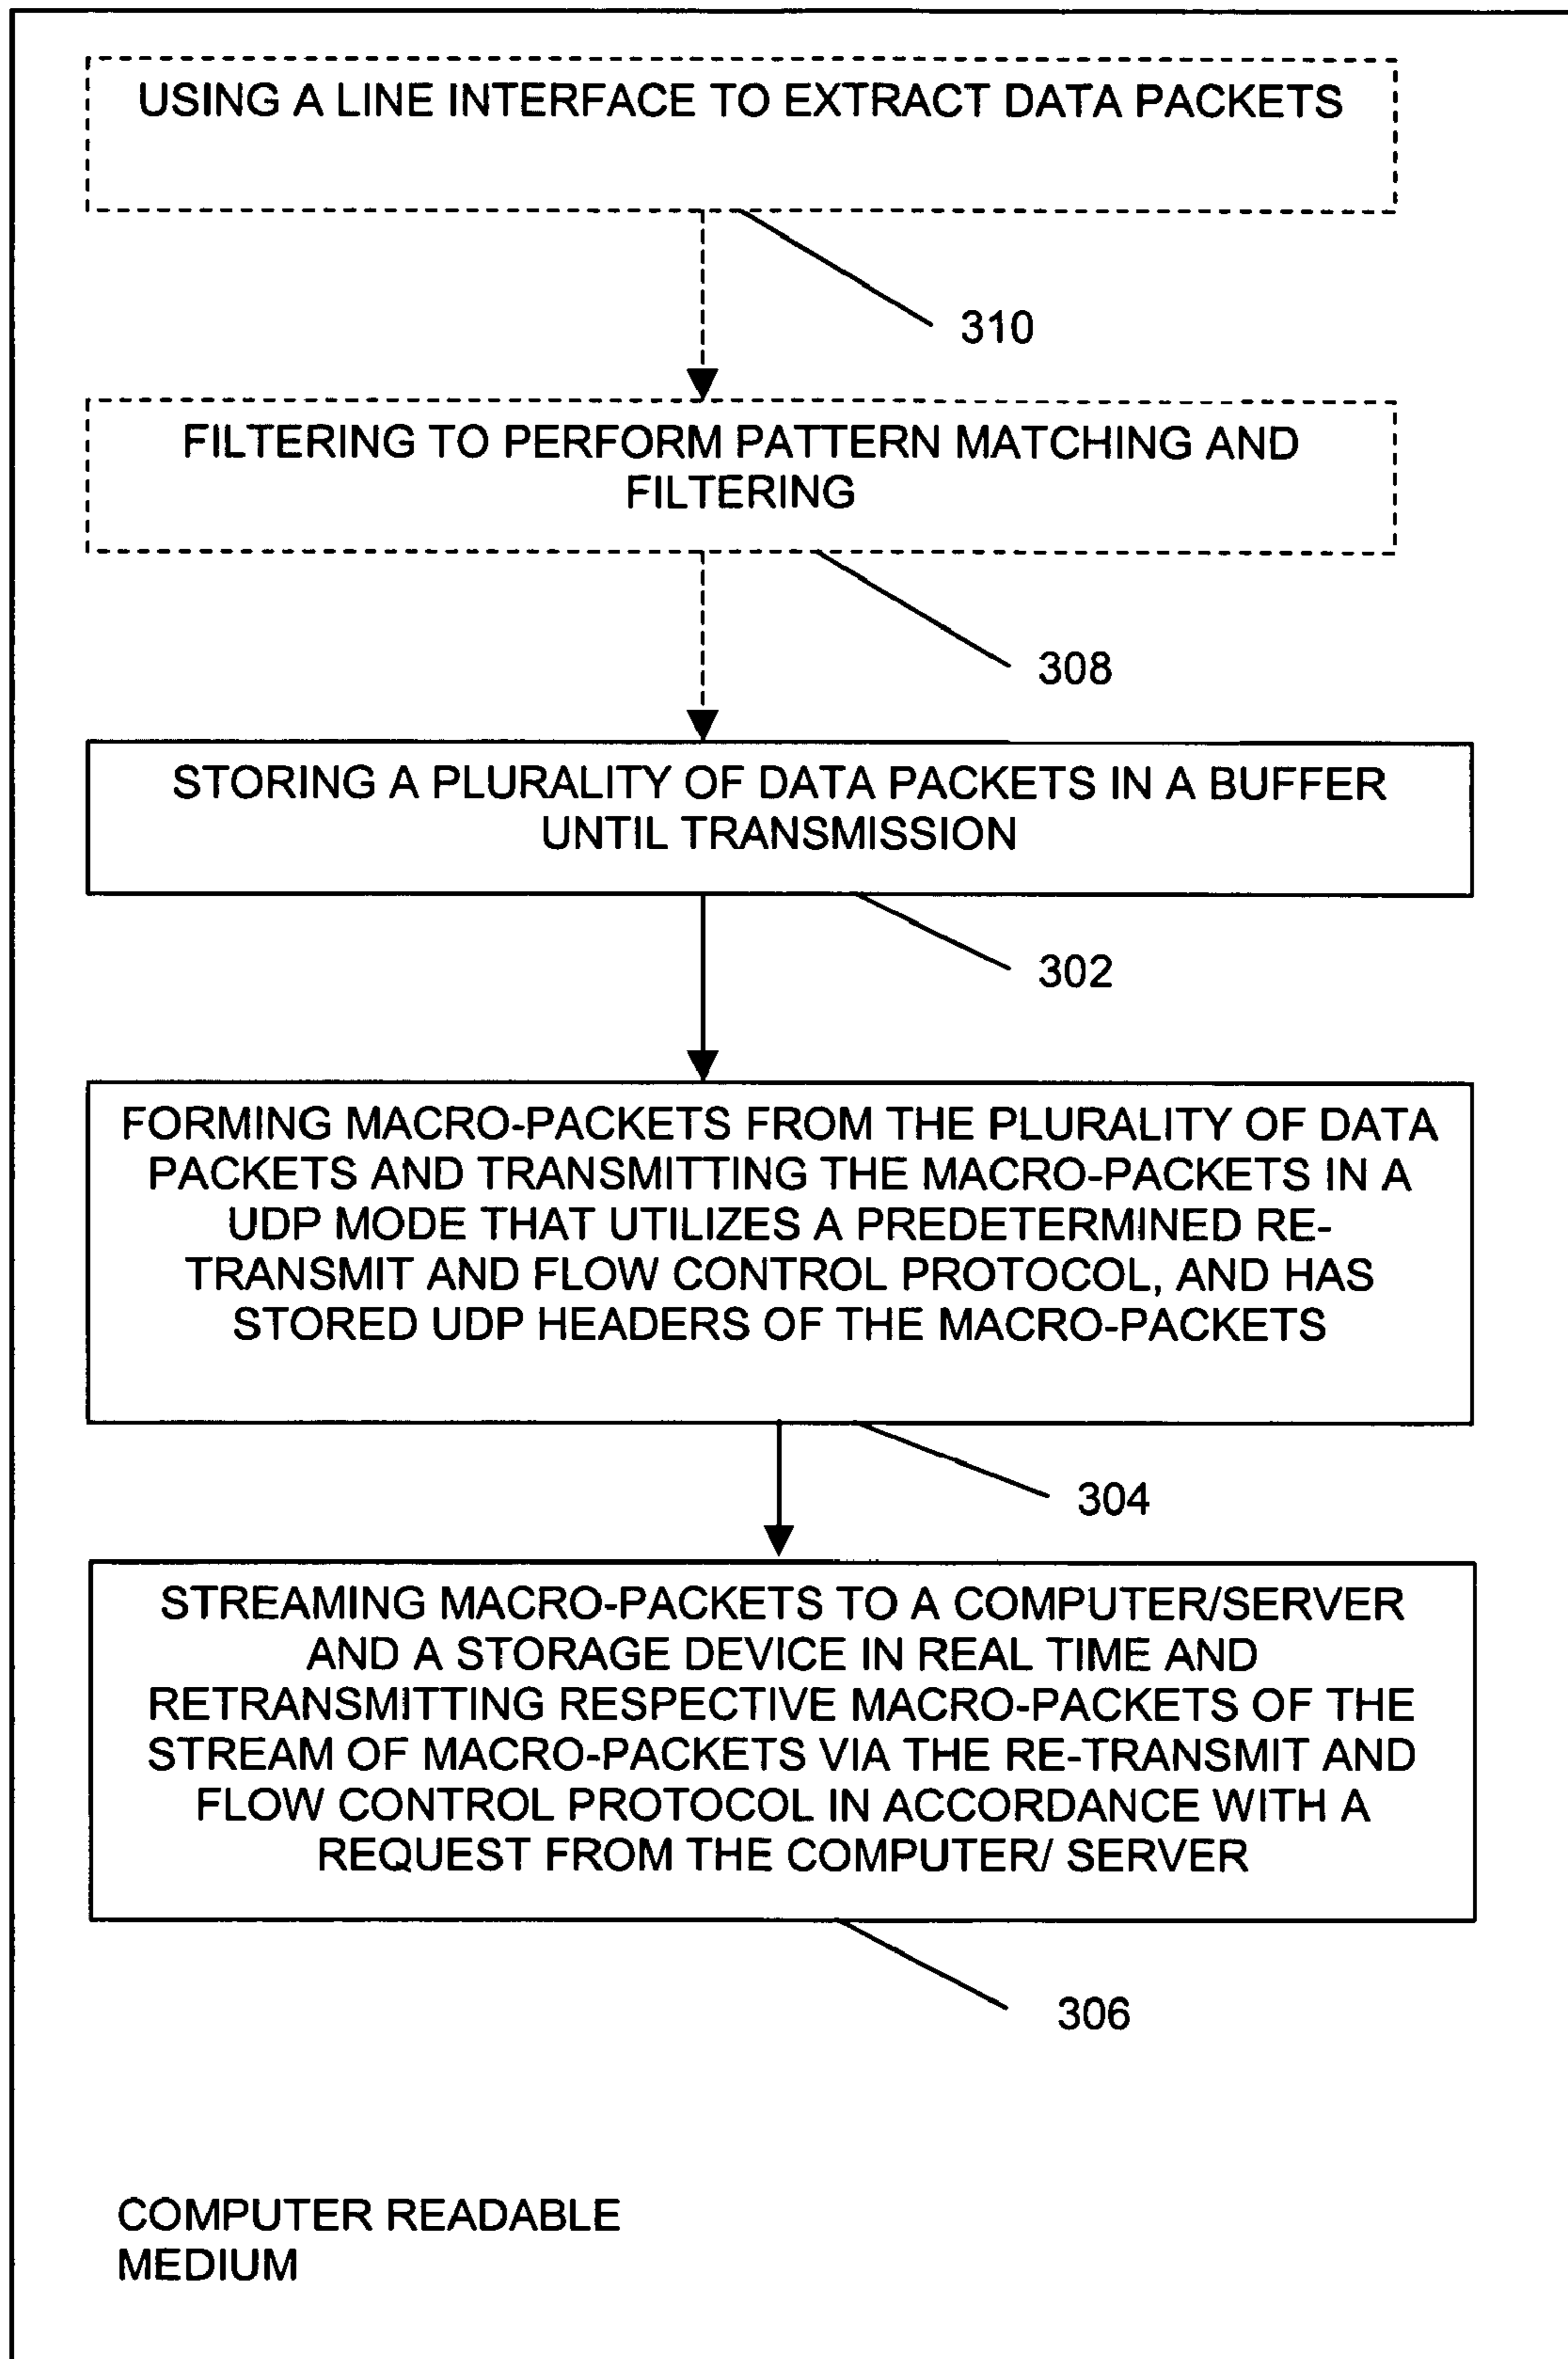 USING A LINE INTERFACE TO EXTRACT DATA PACKETS
310
FILTERING TO PERFORM PATTERN MATCHING AND
FILTERING
308
STORING A PLURALITY OF DATA PACKETS IN A BUFFER
UNTIL TRANSMISSION
302
FORMING MACRO-PACKETS FROM THE PLURALITY OF DATA
PACKETS AND TRANSMITTING THE MACRO-PACKETS IN A
UDP MODE THAT UTILIZES A PREDETERMINED RE-
TRANSMIT AND FLOW CONTROL PROTOCOL, AND HAS
STORED UDP HEADERS OF THE MACRO-PACKETS
304
STREAMING MACRO-PACKETS TO A COMPUTER/SERVER
AND A STORAGE DEVICE IN REAL TIME AND
RETRANSMITTING RESPECTIVE MACRO-PACKETS OF THE
STREAM OF MACRO-PACKETS VIA THE RE-TRANSMIT AND
FLOW CONTROL PROTOCOL IN ACCORDANCE WITH A
REQUEST FROM THE COMPUTER/ SERVER
306
COMPUTER READABLE
MEDIUM